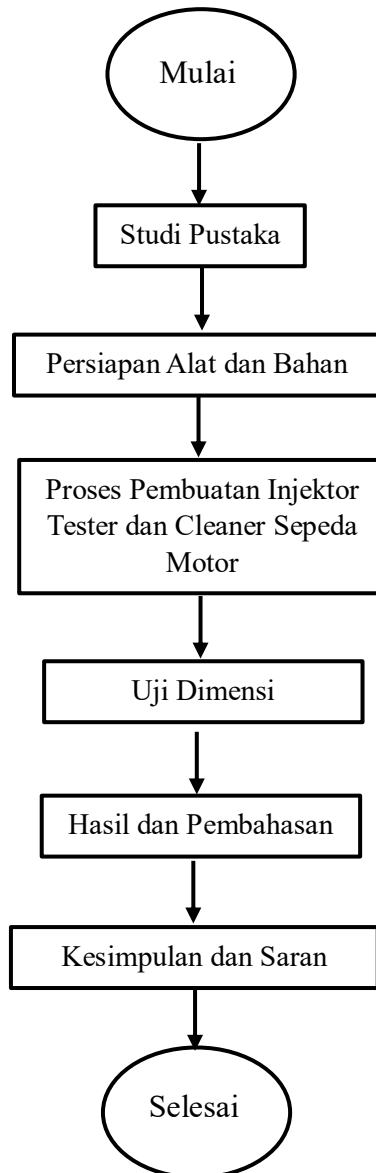 Mulai
Studi Pustaka
Persiapan Alat dan Bahan
Proses Pembuatan Injektor
Tester dan Cleaner Sepeda
Motor
Uji Dimensi
Hasil dan Pembahasan
Kesimpulan dan Saran
Selesai